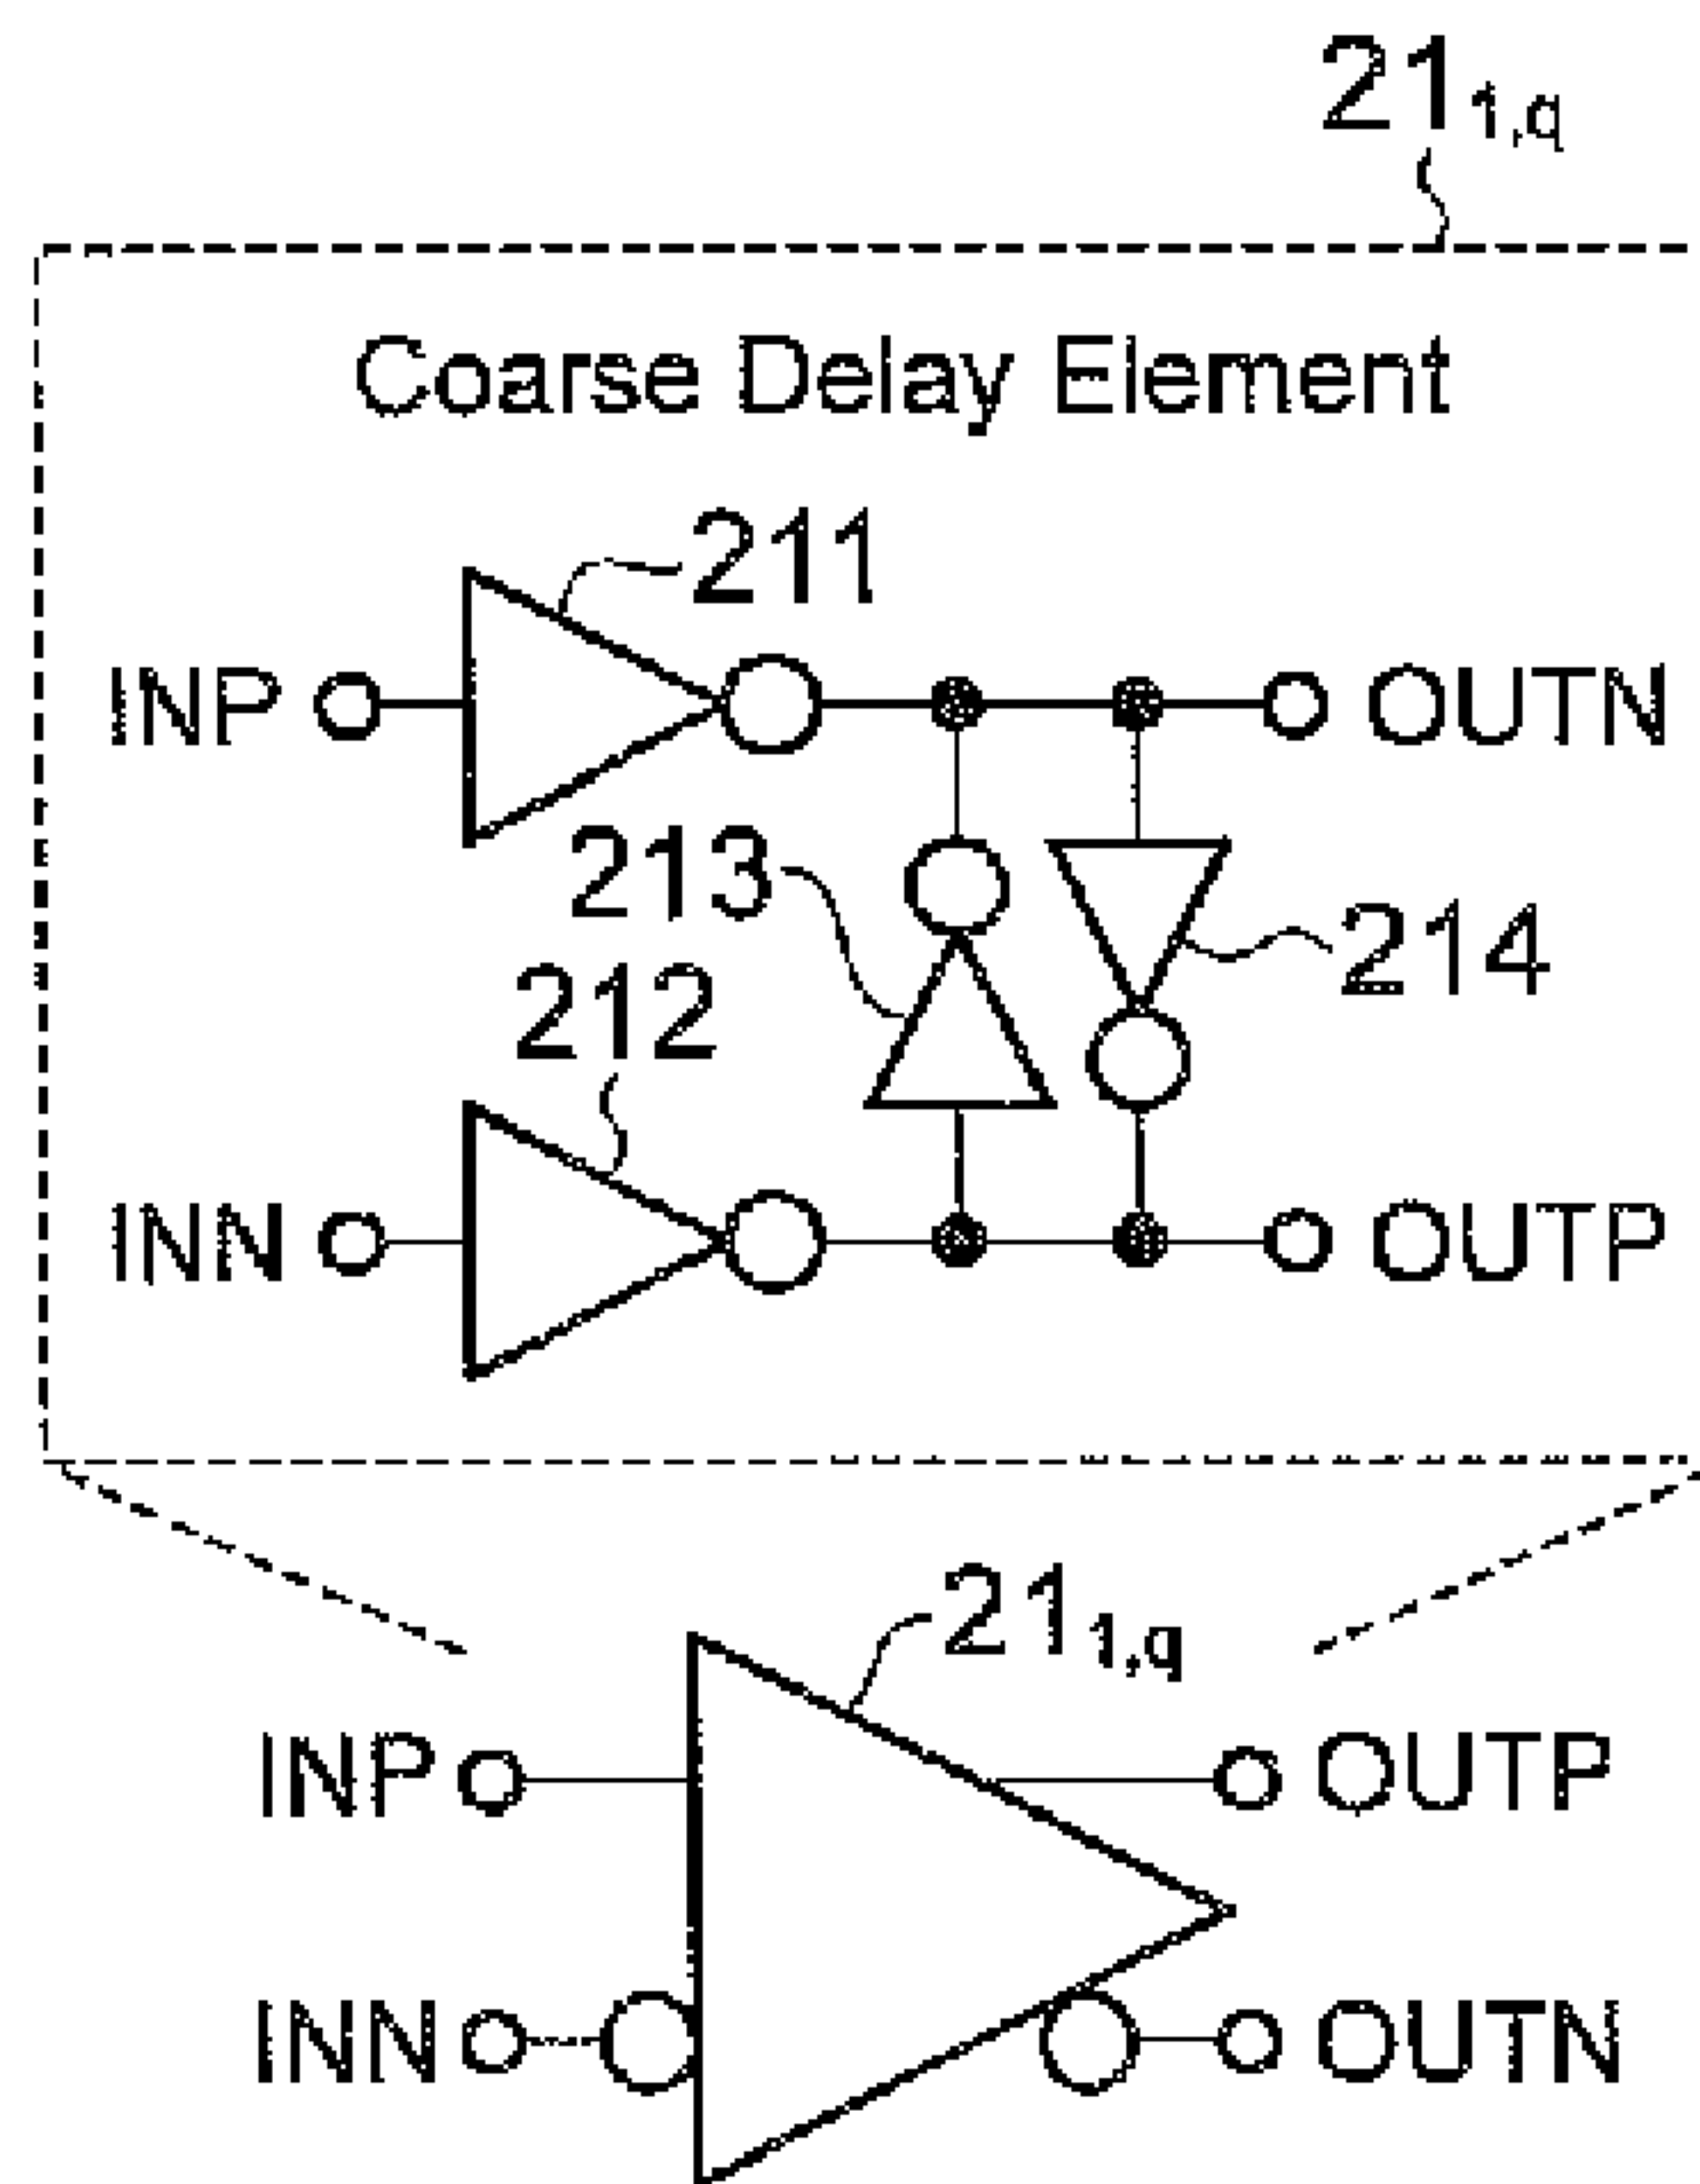 21₁,q
Coarse Delay Element
211
INP OUTN
213
214
212
INN OUTP
21₁,q
INP OUTP
INN OUTN